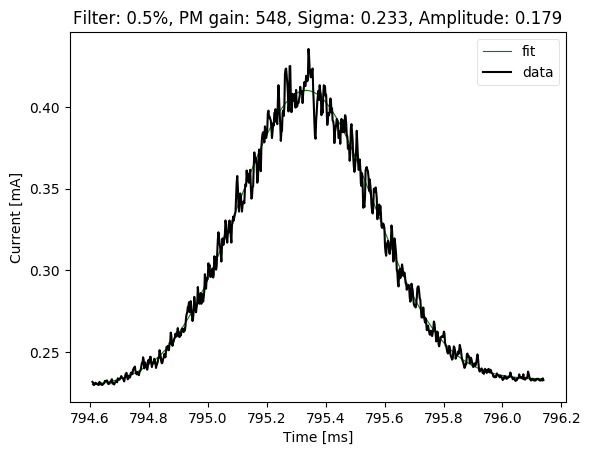 Filter: 0.5%, PM gain: 548, Sigma: 0.233, Amplitude: 0.179
fit
data
0.40
0.35
0.30
0.25
Current [mA]
794.6 794.8 795.0 795.2 795.4 795.6 795.8 796.0 796.2
Time [ms]